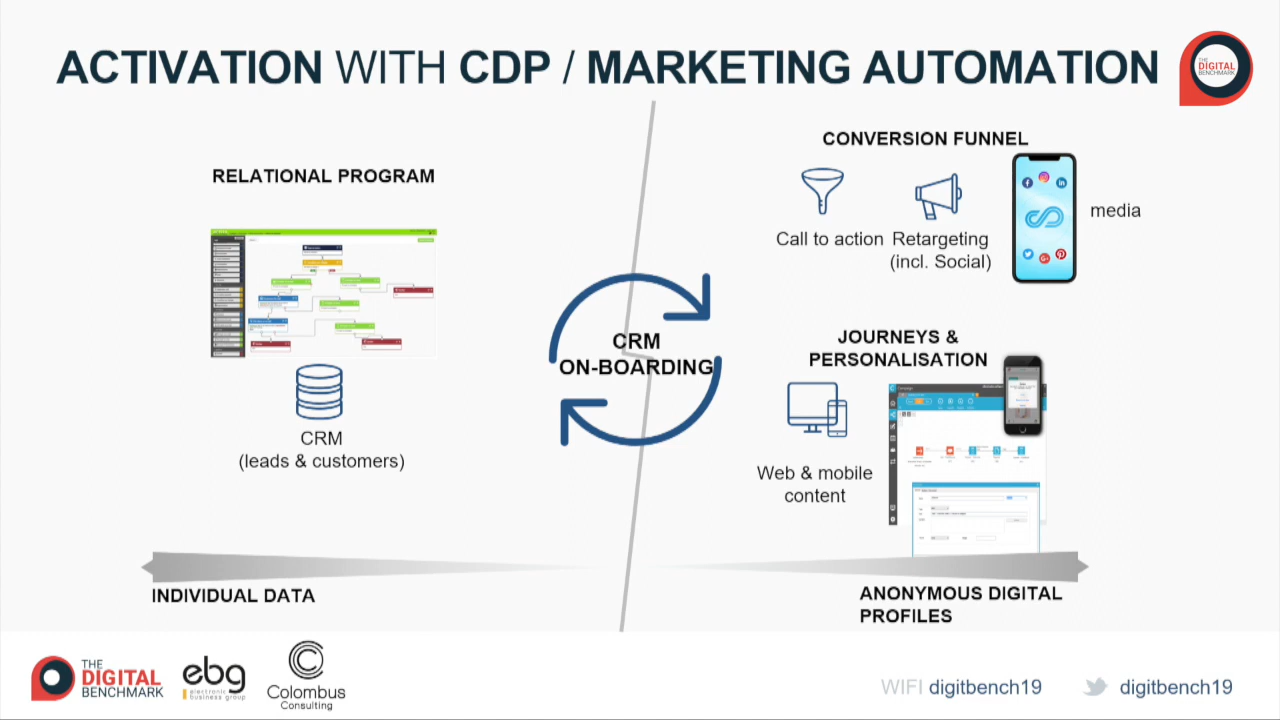 ACTIVATION WITH CDP / MARKETING AUTOMATION
THE
DIGITAL
BENCHMARK
RELATIONAL PROGRAM
CRM
(leads & customers)
CRM
ON-BOARDING
CONVERSION FUNNEL
Call to action
Retargeting
(incl. Social)
media
JOURNEYS &
PERSONALISATION
Web & mobile
content
INDIVIDUAL DATA
ANONYMOUS DIGITAL
PROFILES
THE
DIGITAL
BENCHMARK
ebg
electronic
business group
Colombus
Consulting
WIFI digitbench19
digitbench19